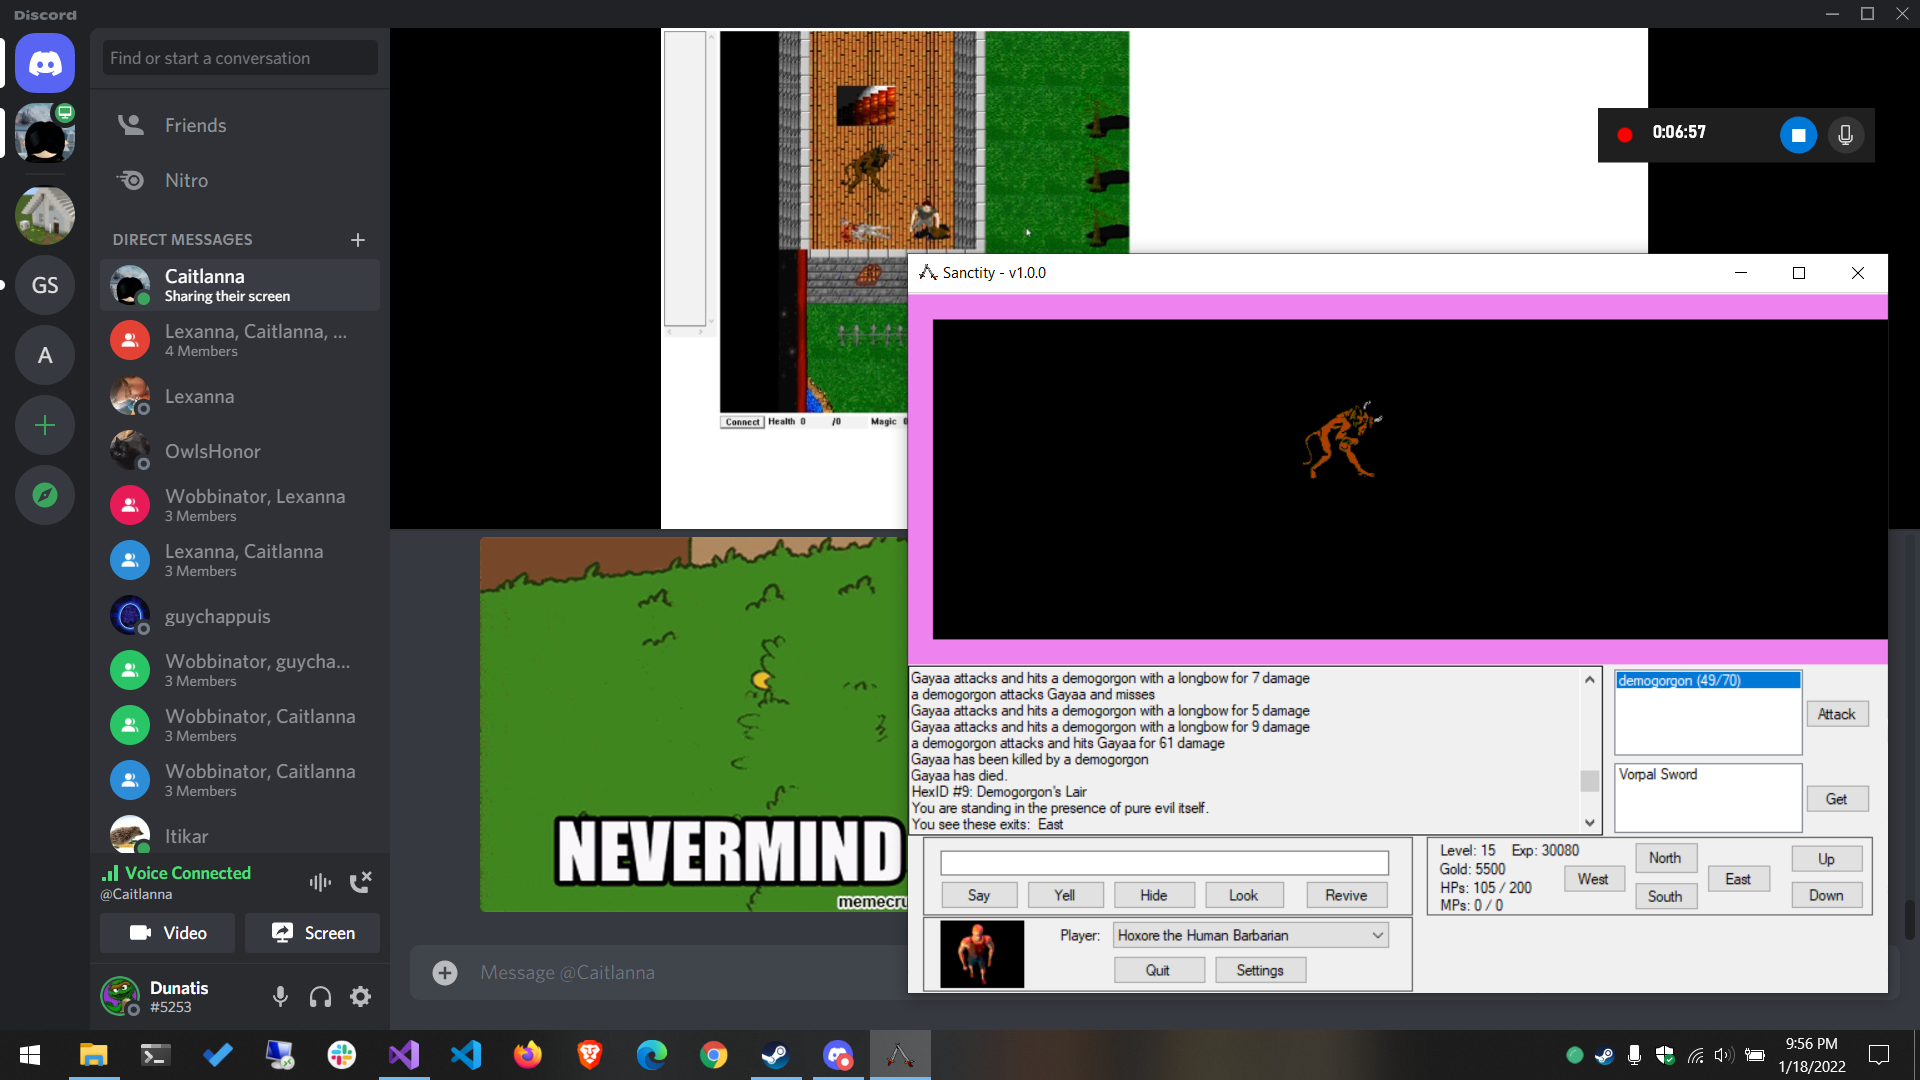 Discord
Find or start a conversation
Friends
Nitro
DIRECT MESSAGES
Caitlanna
Sharing their screen
Lexanna, Caitlanna, ...
4 Members
Lexanna
OwlsHonor
Wobbinator, Lexanna
3 Members
Lexanna, Caitlanna
3 Members
guychappuis
Wobbinator, guycha...
3 Members
Wobbinator, Caitlanna
3 Members
Wobbinator, Caitlanna
3 Members
Itikar
GS
A
Voice Connected
@Caitlanna
Video
Screen
Dunatis
#5253
Connect
Health 0 /0 Magic 0
0:06:57
NEVERMIND
memecru
Message @Caitlanna
Sanctity - v1.0.0
Gayaa attacks and hits a demogorgon with a longbow for 7 damage
a demogorgon attacks Gayaa and misses
Gayaa attacks and hits a demogorgon with a longbow for 5 damage
Gayaa attacks and hits a demogorgon with a longbow for 9 damage
a demogorgon attacks and hits Gayaa for 61 damage
Gayaa has been killed by a demogorgon
Gayaa has died.
HexID #9: Demogorgon's Lair
You are standing in the presence of pure evil itself.
You see these exits: East
demogorgon (49/70)
Attack
Vorpal Sword
Get
Say
Yell
Hide
Look
Revive
Level: 15 Exp: 30080
Gold: 5500
HPs: 105 / 200
MPs: 0 / 0
West
North
South
East
Up
Down
Player:
Hoxore the Human Barbarian
Quit
Settings
9:56 PM
1/18/2022